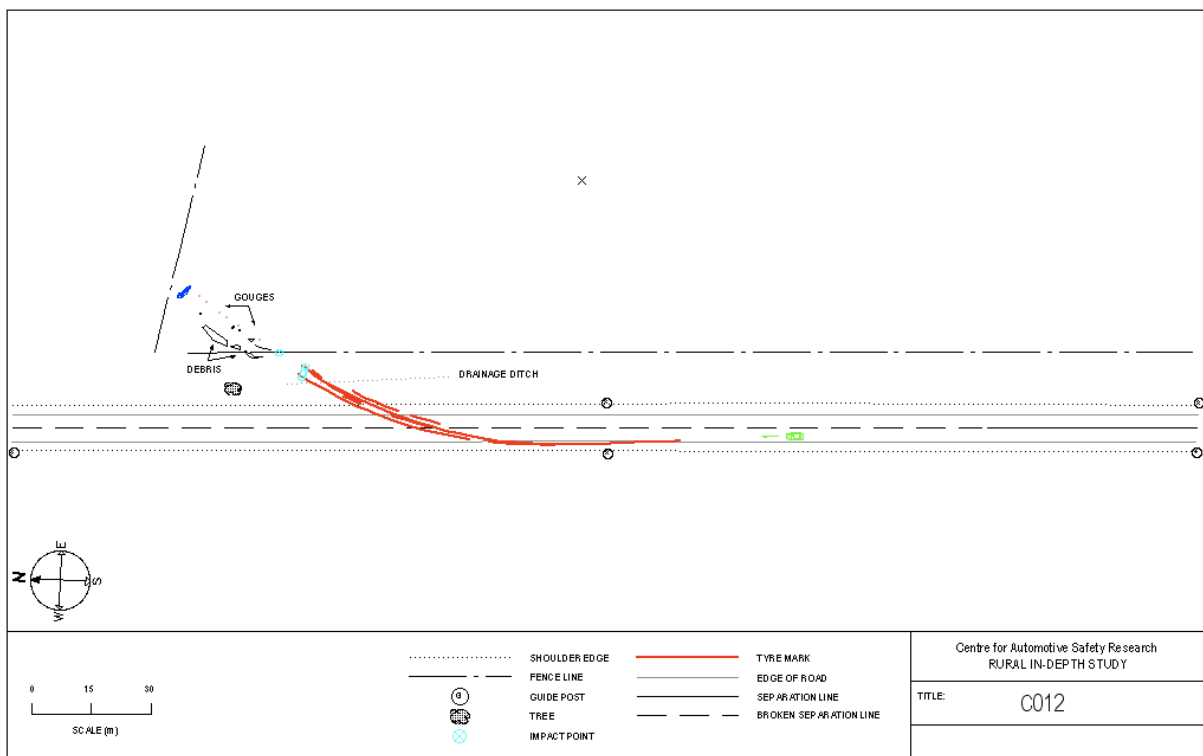 GOUGES
DEBRIS
DRAINAGE DITCH
E
N
S
W
0 15 30
SCALE (m)
SHOULDER EDGE
FENCE LINE
GUIDE POST
TREE
IMPACT POINT
TYRE MARK
EDGE OF ROAD
SEPARATION LINE
BROKEN SEPARATION LINE
Centre for Automotive Safety Research
RURAL IN-DEPTH STUDY
TITLE: C012